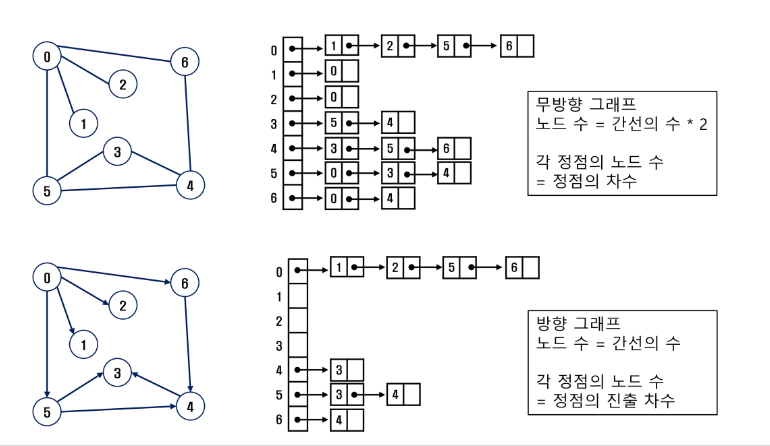 0
6
2
1
3
5
4
0 1 2 5 6
1 0
2 0
3 5 4
4 3 5 6
5 0 3 4
6 0 4
무방향 그래프
노드 수 = 간선의 수 * 2
각 정점의 노드 수
= 정점의 차수
0
6
2
1
3
5
4
0 1 2 5 6
1
2
3
4 3
5 3 4
6 4
방향 그래프
노드 수 = 간선의 수
각 정점의 노드 수
= 정점의 진출 차수